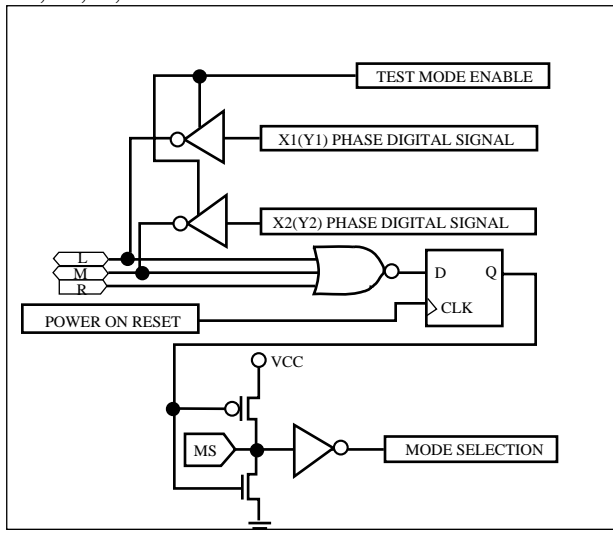 TEST MODE ENABLE
X1(Y1) PHASE DIGITAL SIGNAL
X2(Y2) PHASE DIGITAL SIGNAL
L
M
R
D Q
CLK
POWER ON RESET
VCC
MS
MODE SELECTION